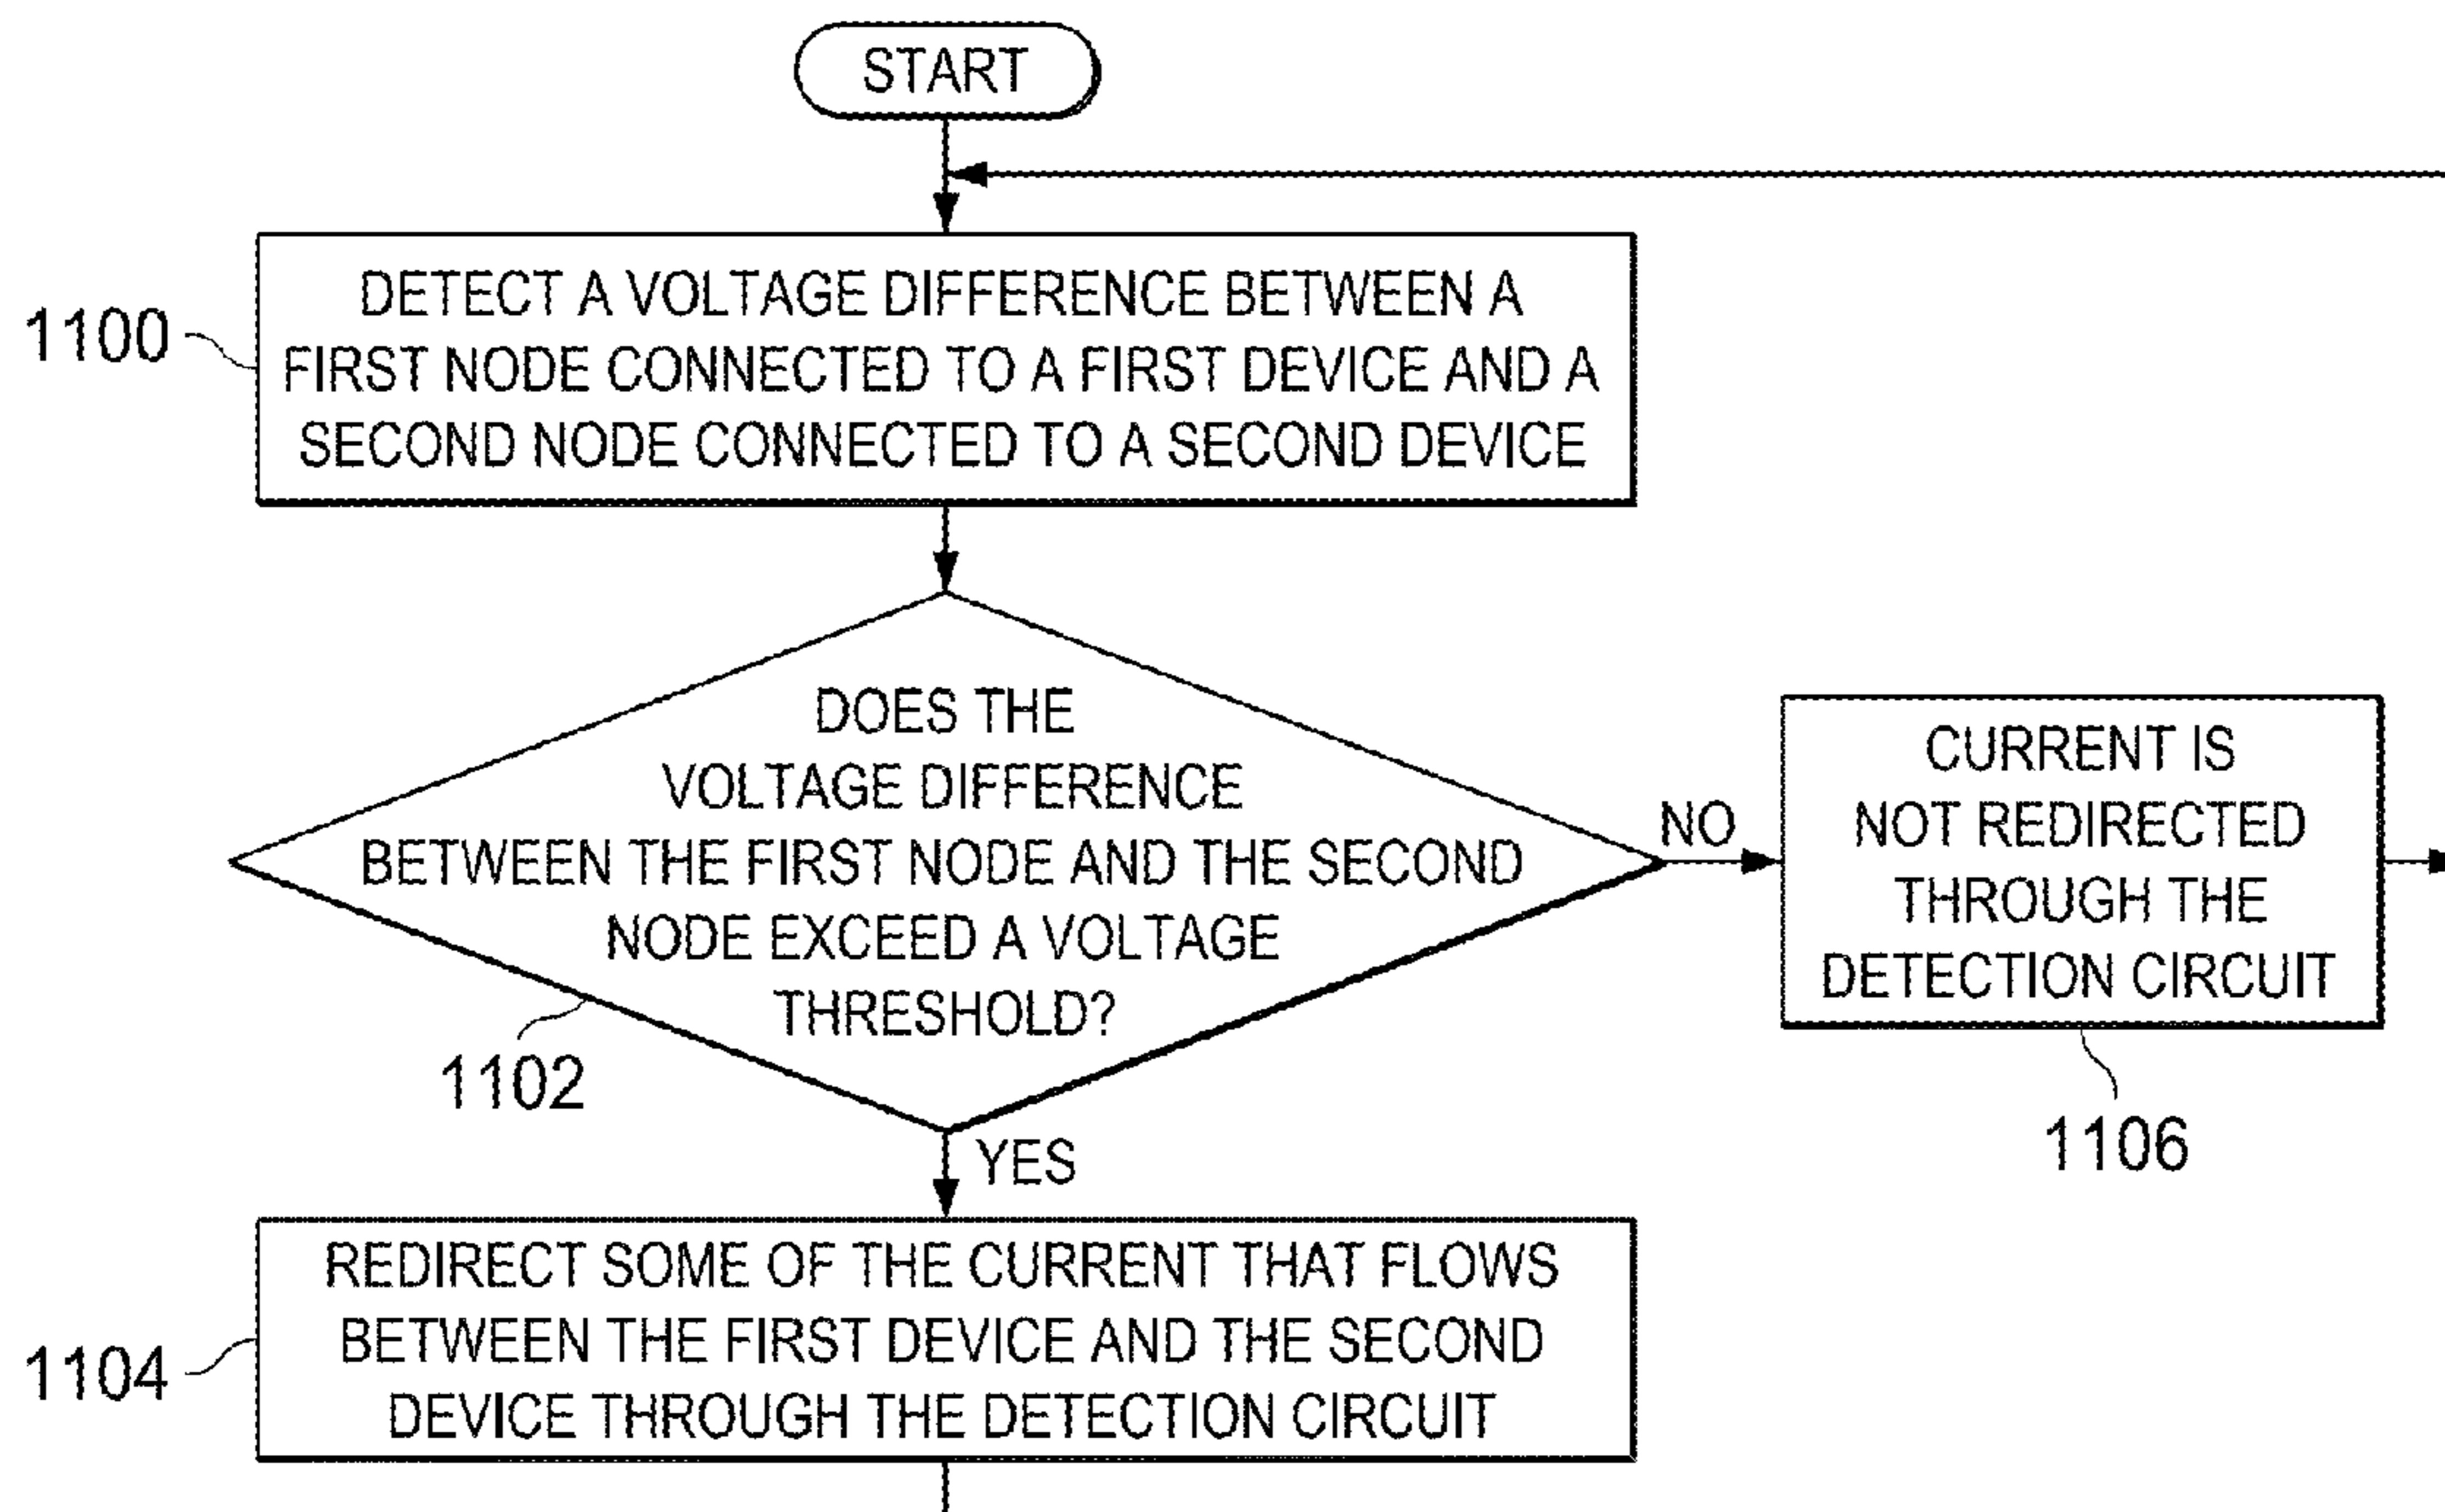 START
1100
DETECT A VOLTAGE DIFFERENCE BETWEEN A
FIRST NODE CONNECTED TO A FIRST DEVICE AND A
SECOND NODE CONNECTED TO A SECOND DEVICE
DOES THE
VOLTAGE DIFFERENCE
BETWEEN THE FIRST NODE AND THE SECOND
NODE EXCEED A VOLTAGE
THRESHOLD?
1102
NO
CURRENT IS
NOT REDIRECTED
THROUGH THE
DETECTION CIRCUIT
1106
YES
REDIRECT SOME OF THE CURRENT THAT FLOWS
BETWEEN THE FIRST DEVICE AND THE SECOND
DEVICE THROUGH THE DETECTION CIRCUIT
1104